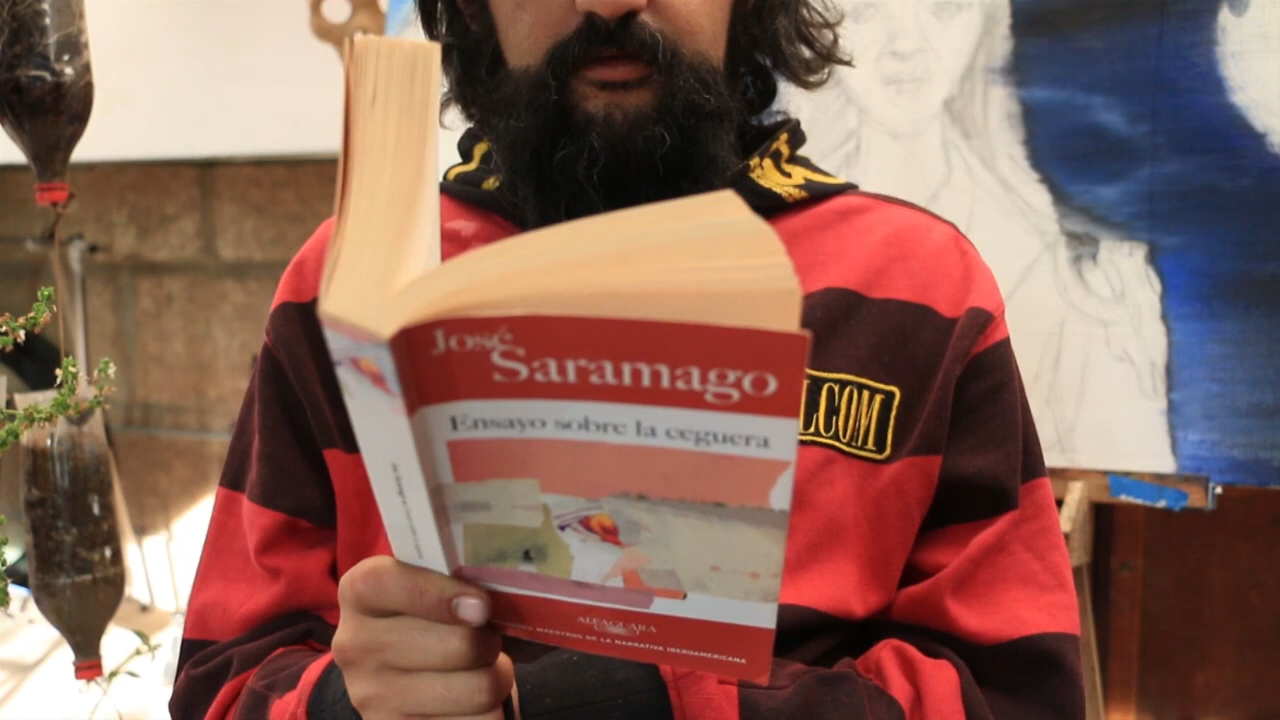 José
Saramago
Ensayo sobre la ceguera
LCOM
ALFAGUARA
MAESTROS DE LA NARRATIVA IBEROAMERICANA